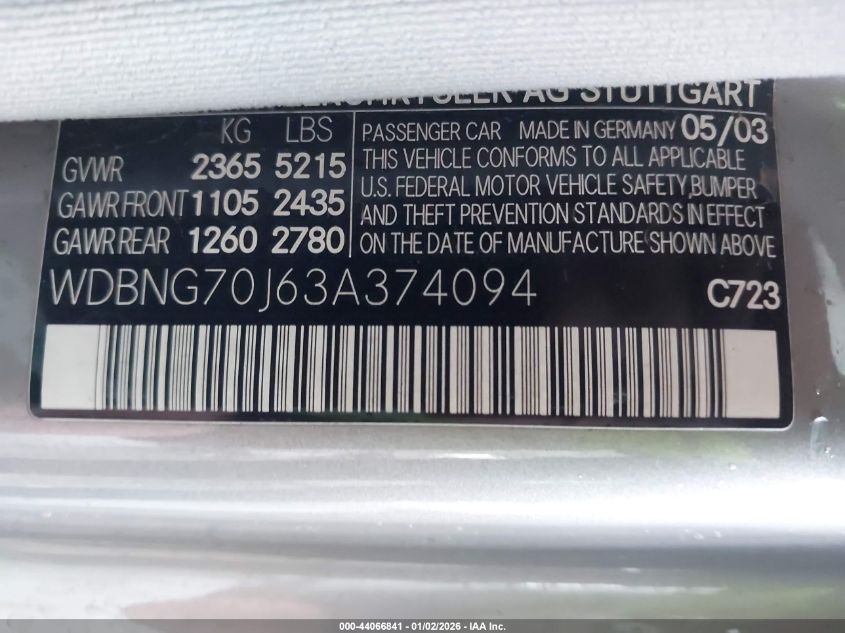 AG STUTTGART
KG LBS
GVWR 2365 5215
GAWR FRONT 1105 2435
GAWR REAR 1260 2780
PASSENGER CAR MADE IN GERMANY 05/03
THIS VEHICLE CONFORMS TO ALL APPLICABLE
U.S. FEDERAL MOTOR VEHICLE SAFETY, BUMPER
AND THEFT PREVENTION STANDARDS IN EFFECT
ON THE DATE OF MANUFACTURE SHOWN ABOVE
WDBNG70J63A374094 C723
000-44066841 - 01/02/2026 - IAA Inc.